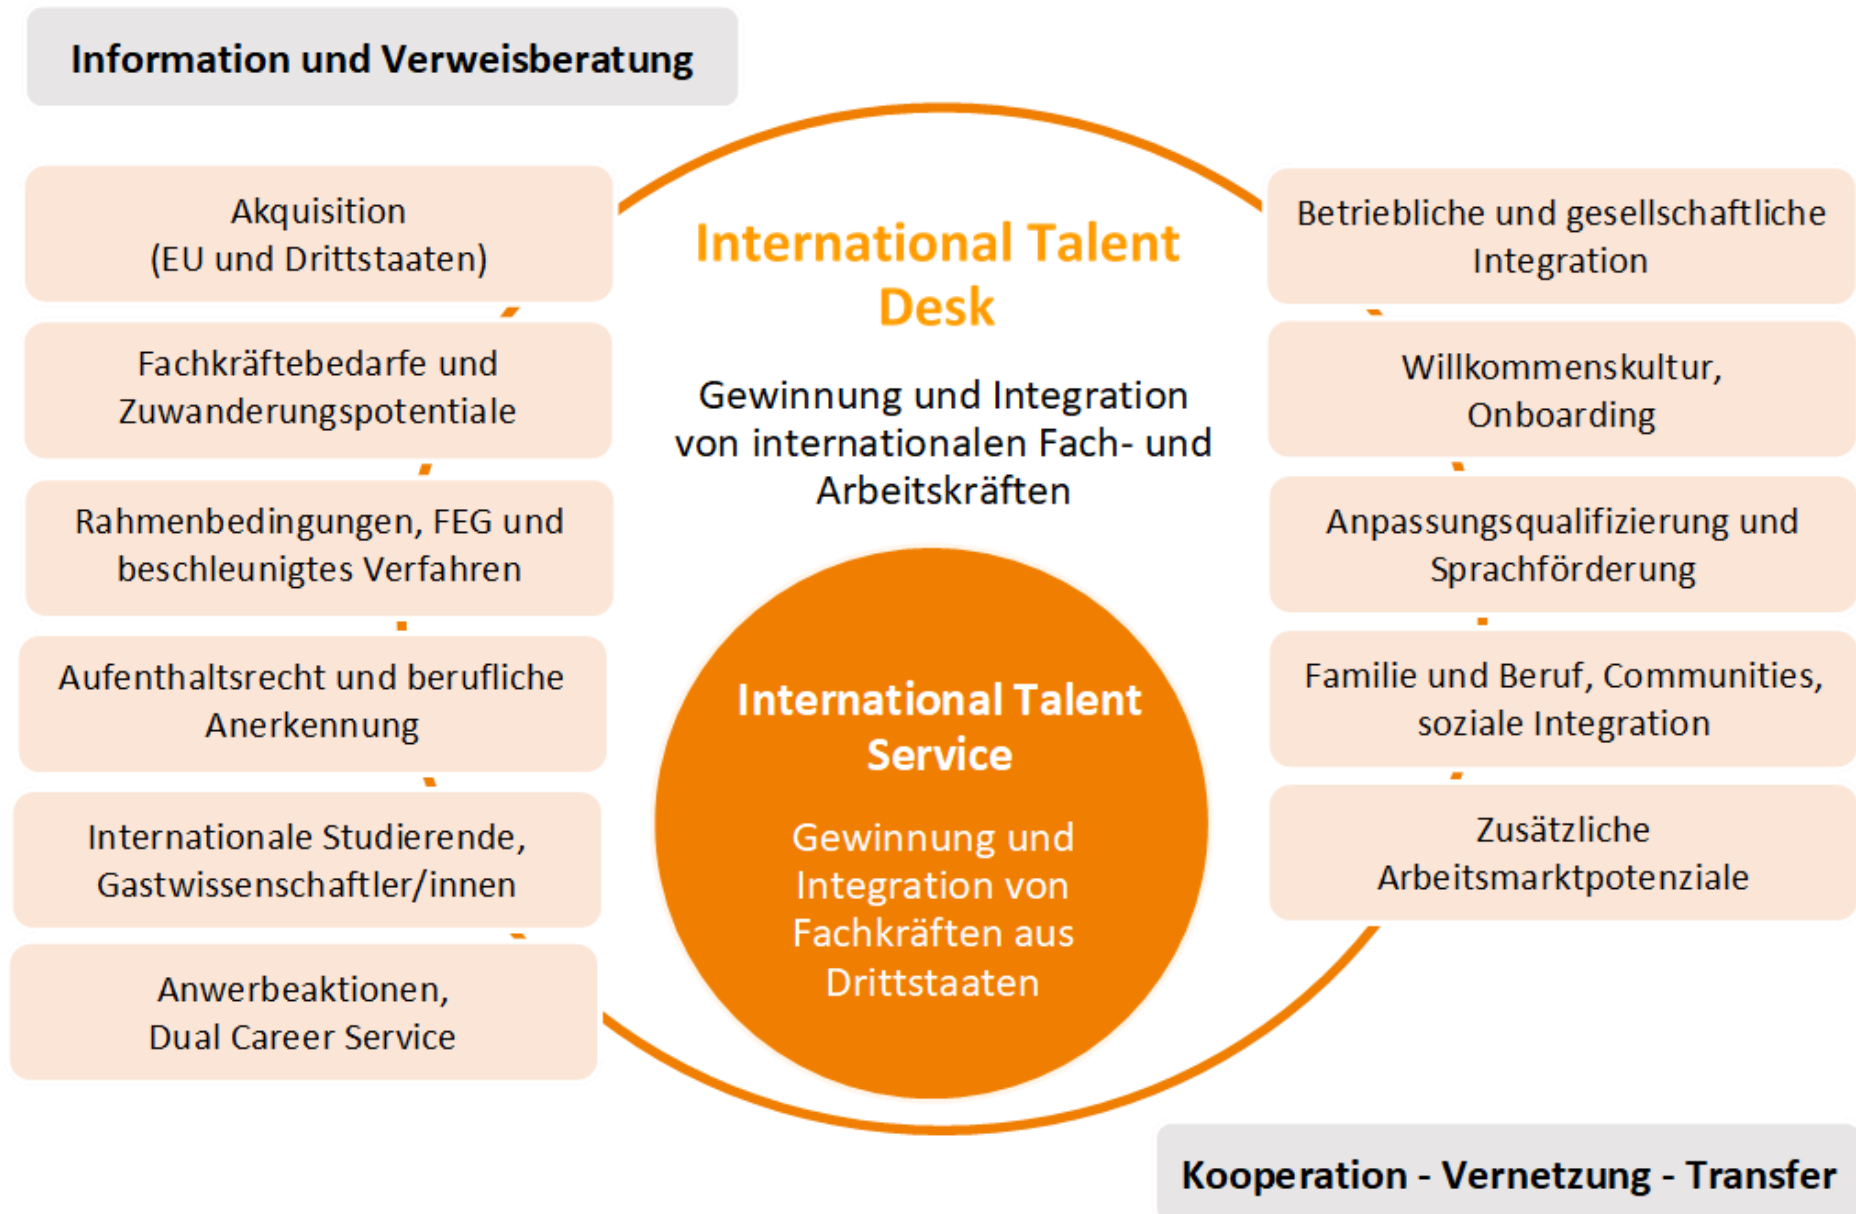 Information und Verweisberatung
Akquisition
(EU und Drittstaaten)
Fachkräftebedarfe und
Zuwanderungspotentiale
Rahmenbedingungen, FEG und
beschleunigtes Verfahren
Aufenthaltsrecht und berufliche
Anerkennung
Internationale Studierende,
Gastwissenschaftler/innen
Anwerbeaktionen,
Dual Career Service
International Talent
Desk
Gewinnung und Integration
von internationalen Fach- und
Arbeitskräften
International Talent
Service
Gewinnung und
Integration von
Fachkräften aus
Drittstaaten
Betriebliche und gesellschaftliche
Integration
Willkommenskultur,
Onboarding
Anpassungsqualifizierung und
Sprachförderung
Familie und Beruf, Communities,
soziale Integration
Zusätzliche
Arbeitsmarktpotenziale
Kooperation - Vernetzung - Transfer